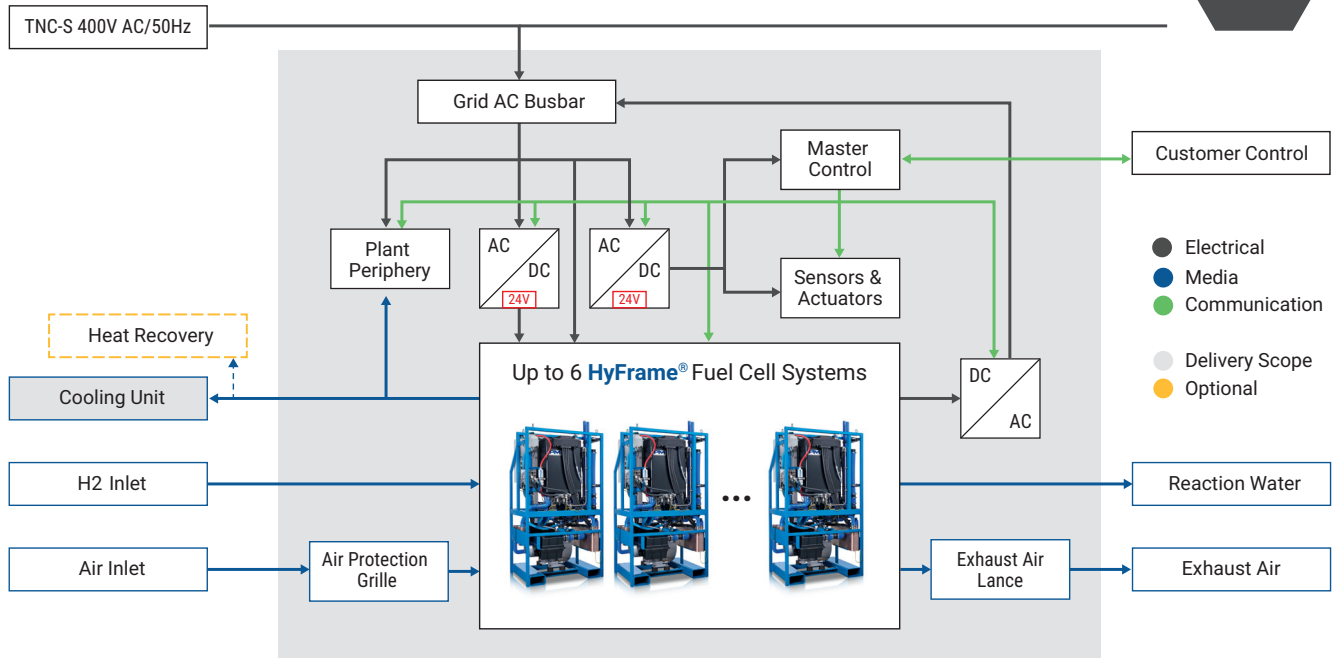 TNC-S 400V AC/50Hz
Grid AC Busbar
Master
Control
Customer Control
Plant
Periphery
AC
DC
24V
AC
DC
24V
Sensors &
Actuators
Electrical
Media
Communication
Delivery Scope
Optional
Heat Recovery
Cooling Unit
Up to 6 HyFrame® Fuel Cell Systems
DC
AC
H2 Inlet
...
Reaction Water
Air Inlet
Air Protection
Grille
Exhaust Air
Lance
Exhaust Air